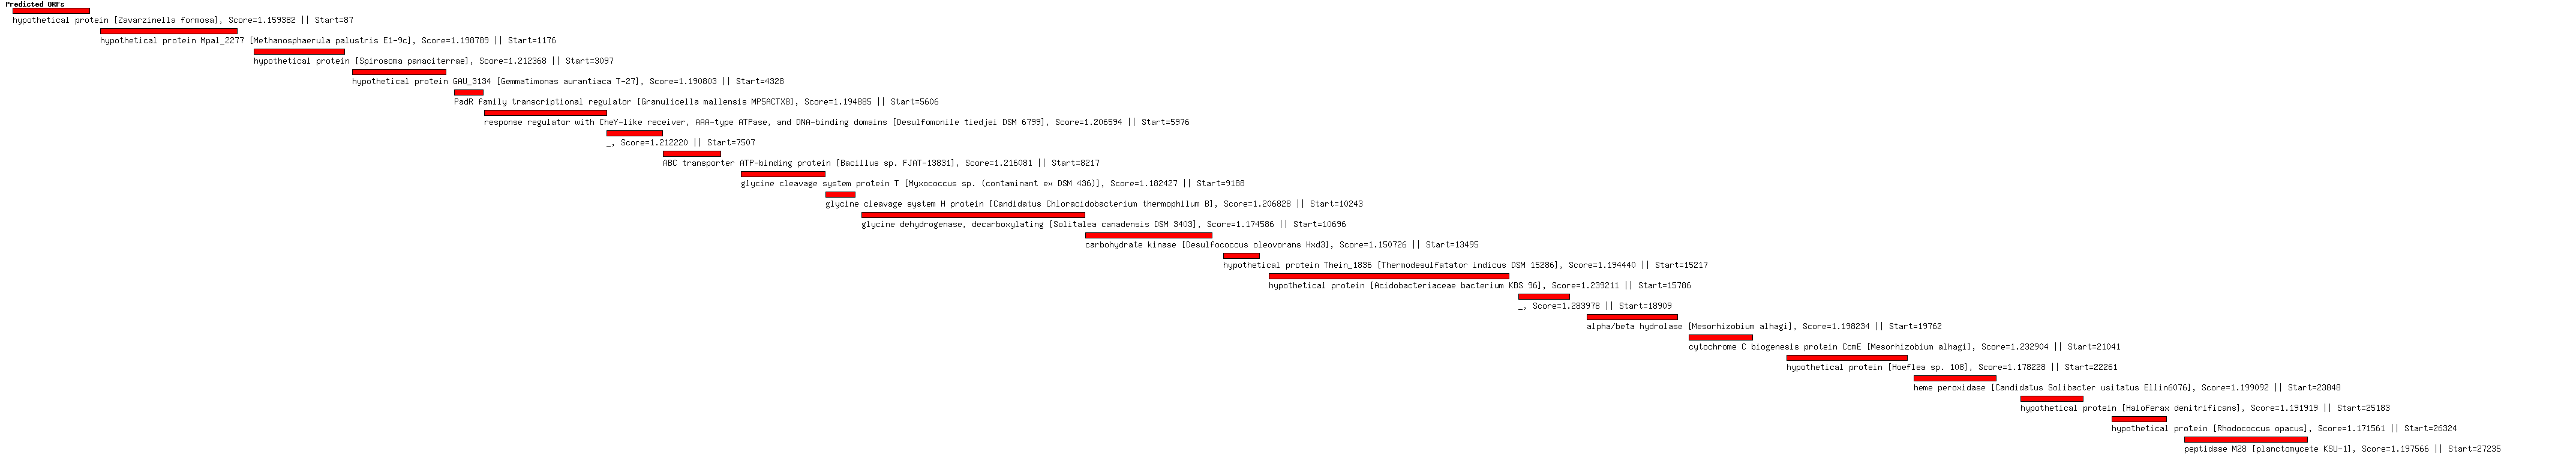 Predicted ORFs
hypothetical protein [Zavarzinella formosa], Score=1.159382 || Start=87
hypothetical protein Mpal_2277 [Methanosphaerula palustris E1-9c], Score=1.198789 || Start=1176
hypothetical protein [Spirosoma panaciterrae], Score=1.212368 || Start=3097
hypothetical protein GAU_3134 [Gemmatimonas aurantiaca T-27], Score=1.190803 || Start=4328
PadR family transcriptional regulator [Granulicella mallensis MP5ACTX8], Score=1.194885 || Start=5606
response regulator with CheY-like receiver, AAA-type ATPase, and DNA-binding domains [Desulfomonile tiedjei DSM 6799], Score=1.206594 || Start=5976
_, Score=1.212220 || Start=7507
ABC transporter ATP-binding protein [Bacillus sp. FJAT-13831], Score=1.216081 || Start=8217
glycine cleavage system protein T [Myxococcus sp. (contaminant ex DSM 436)], Score=1.182427 || Start=9188
glycine cleavage system H protein [Candidatus Chloracidobacterium thermophilum B], Score=1.206828 || Start=10243
glycine dehydrogenase, decarboxylating [Solitalea canadensis DSM 3403], Score=1.174586 || Start=10696
carbohydrate kinase [Desulfococcus oleovorans Hxd3], Score=1.150726 || Start=13495
hypothetical protein Thein_1836 [Thermodesulfatator indicus DSM 15286], Score=1.194440 || Start=15217
hypothetical protein [Acidobacteriaceae bacterium KBS 96], Score=1.239211 || Start=15786
_, Score=1.283978 || Start=18909
alpha/beta hydrolase [Mesorhizobium alhagi], Score=1.198234 || Start=19762
cytochrome C biogenesis protein CcmE [Mesorhizobium alhagi], Score=1.232904 || Start=21041
hypothetical protein [Hoeflea sp. 108], Score=1.178228 || Start=22261
heme peroxidase [Candidatus Solibacter usitatus Ellin6076], Score=1.199092 || Start=23848
hypothetical protein [Haloferax denitrificans], Score=1.191919 || Start=25183
hypothetical protein [Rhodococcus opacus], Score=1.171561 || Start=26324
peptidase M28 [planctomycete KSU-1], Score=1.197566 || Start=27235